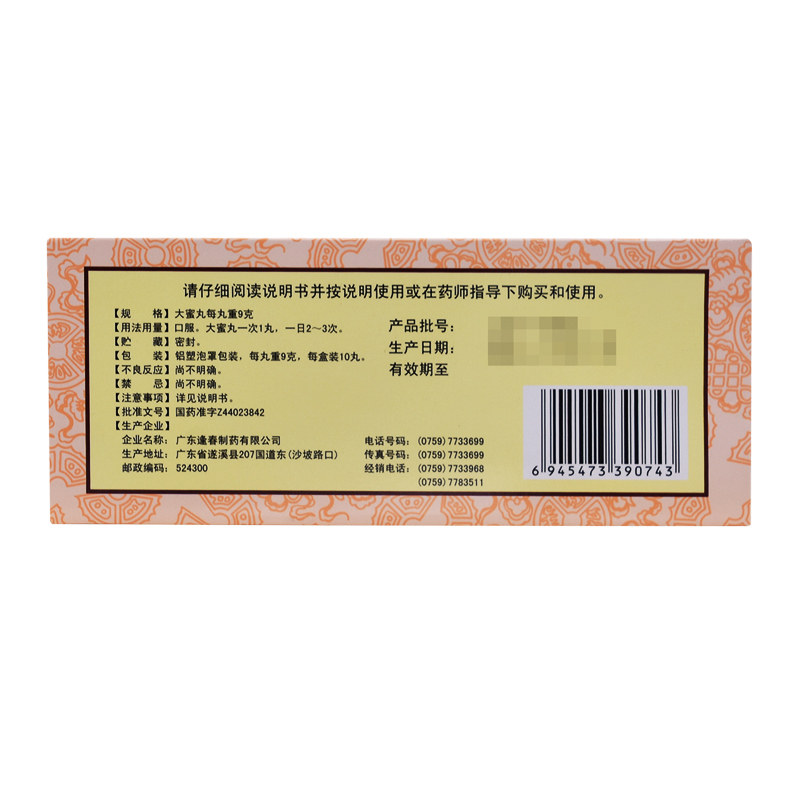 请仔细阅读说明书并按说明使用或在药师指导下购买和使用。
【规　　格】大蜜丸每丸重9克
【用法用量】口服。大蜜丸一次1丸，一日2～3次。
【贮　　藏】密封。
【包　　装】铝塑泡罩包装，每丸重9克，每盒装10丸。
【不良反应】尚不明确。
【禁　　忌】尚不明确。
【注意事项】详见说明书。
【批准文号】国药准字Z44023842
【生产企业】
企业名称：广东逢春制药有限公司
生产地址：广东省遂溪县207国道东(沙坡路口)
邮政编码：524300
电话号码：(0759)7733699
传真号码：(0759)7733699
经销电话：(0759)7733968
(0759)7783511
产品批号：
生产日期：
有效期至
6 945473 390743